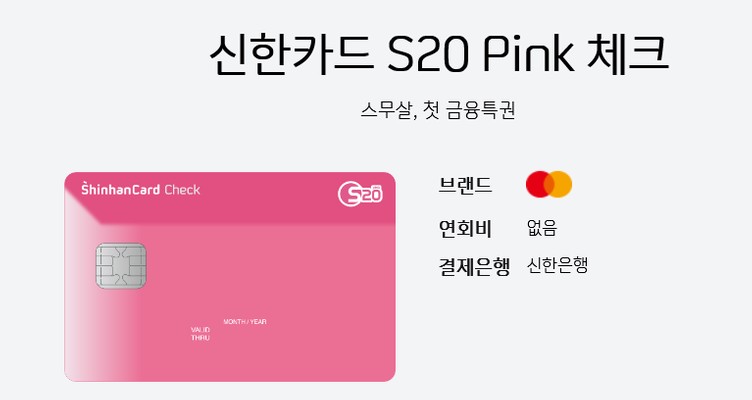 신한카드 S20 Pink 체크
스무살, 첫 금융특권
ShinhanCard Check
S20
MONTH / YEAR
VALID
THRU
브랜드
연회비 없음
결제은행 신한은행